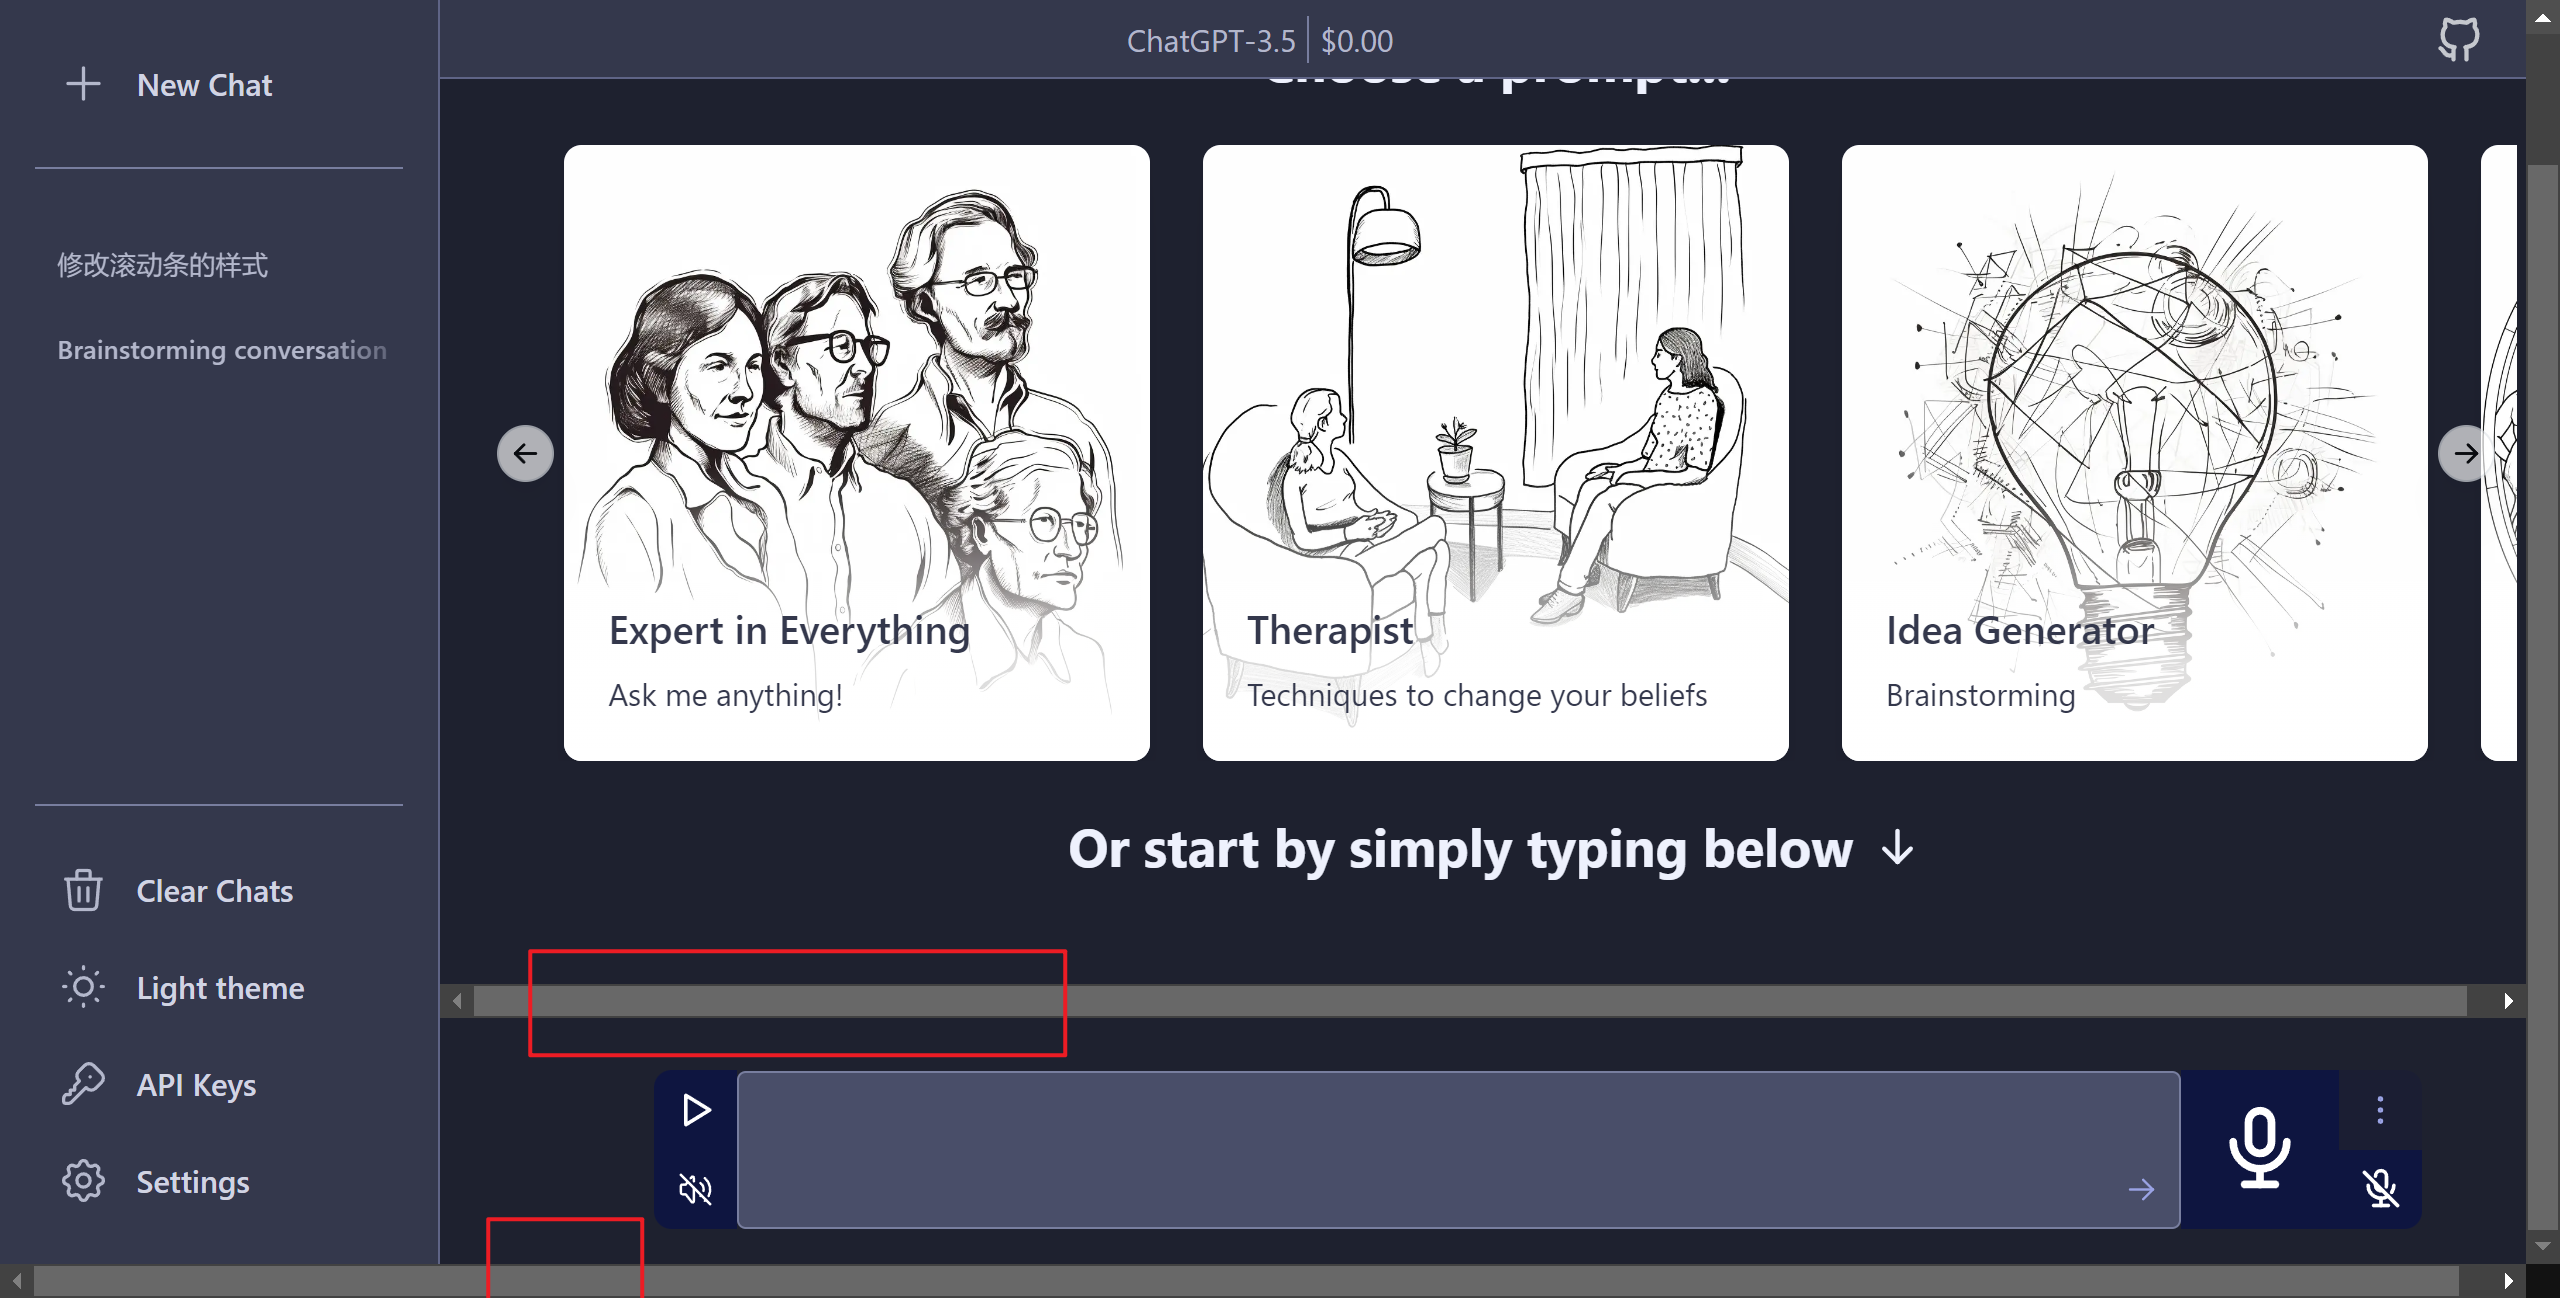 New Chat
修改滚动条的样式
Brainstorming conversation
Clear Chats
Light theme
API Keys
Settings
ChatGPT-3.5 $0.00
Choose a prompt...
Expert in Everything
Ask me anything!
Therapist
Techniques to change your beliefs
Idea Generator
Brainstorming
Or start by simply typing below